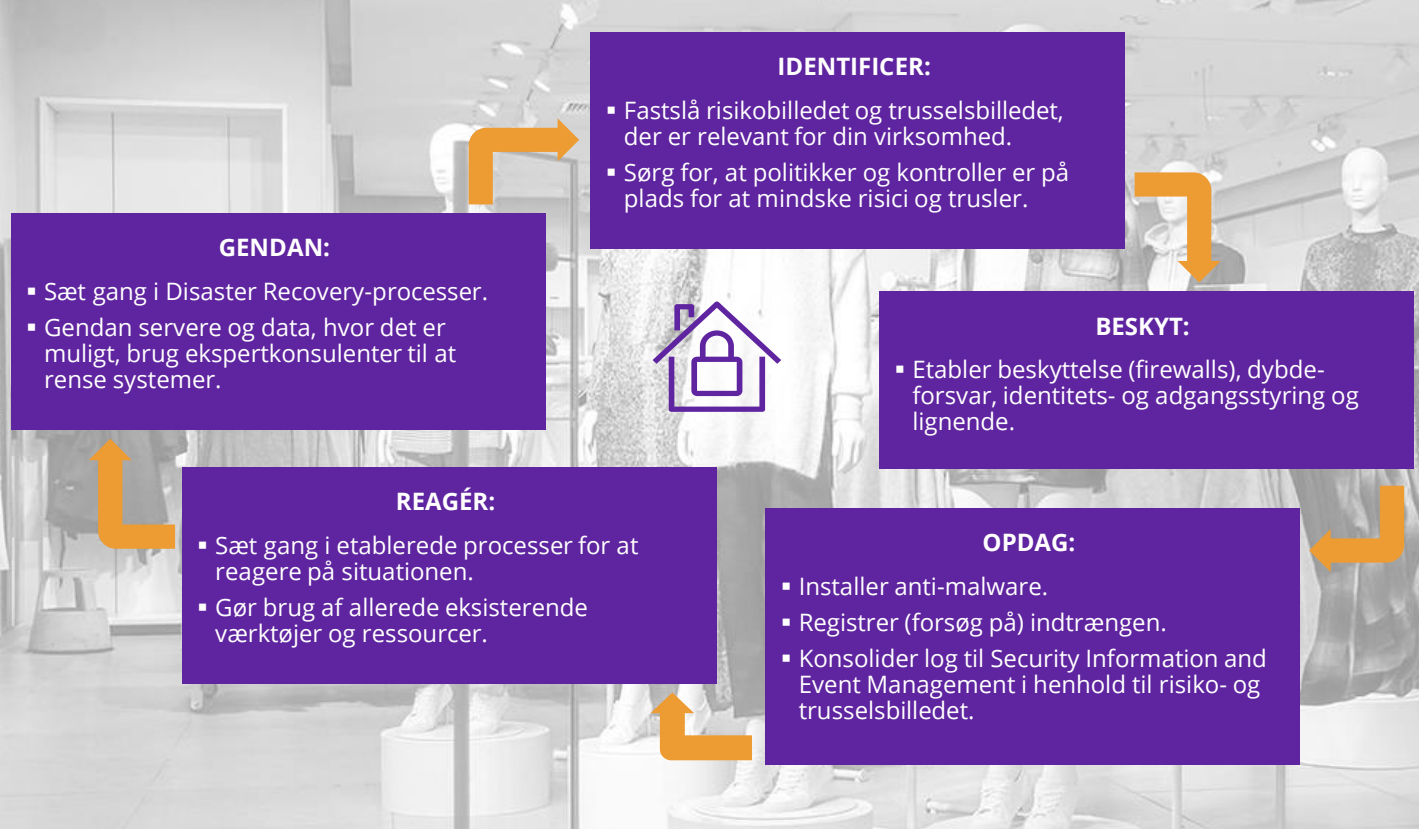 IDENTIFICER:
▪ Fastslå risikobilledet og trusselsbilledet,
der er relevant for din virksomhed.
▪ Sørg for, at politikker og kontroller er på
plads for at mindske risici og trusler.
BESKYT:
▪ Etabler beskyttelse (firewalls), dybde-
forsvar, identitets- og adgangsstyring og
lignende.
OPDAG:
▪ Installer anti-malware.
▪ Registrer (forsøg på) indtrængen.
▪ Konsolider log til Security Information and
Event Management i henhold til risiko- og
trusselsbilledet.
REAGÉR:
▪ Sæt gang i etablerede processer for at
reagere på situationen.
▪ Gør brug af allerede eksisterende
værktøjer og ressourcer.
GENDAN:
▪ Sæt gang i Disaster Recovery-processer.
▪ Gendan servere og data, hvor det er
muligt, brug ekspertkonsulenter til at
rense systemer.